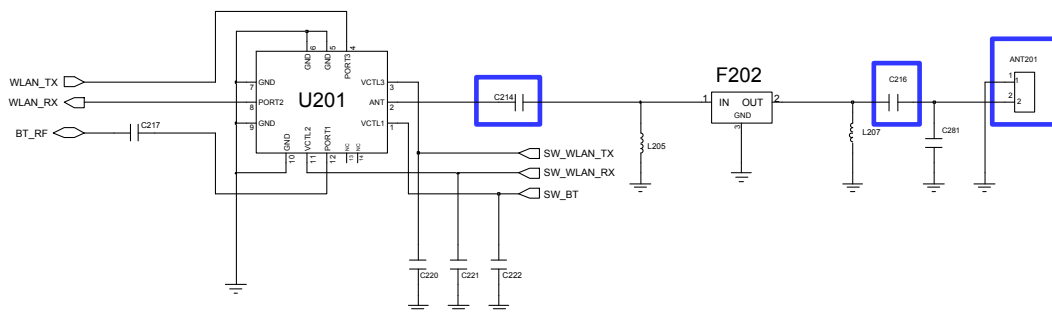 GND 6
GND 5
PORT3 4
WLAN_TX
WLAN_RX
BT_RF
C217
7 GND
8 PORT2
9 GND
U201
VCTL3 3
ANT 2
VCTL1 1
GND 10
VCTL2 11
PORT1 12
NC 13
NC 14
C214
SW_WLAN_TX
SW_WLAN_RX
SW_BT
C220
C221
C222
L205
F202
1 IN OUT 2
GND
3
L207
C216
C281
ANT201
1 1
2 2